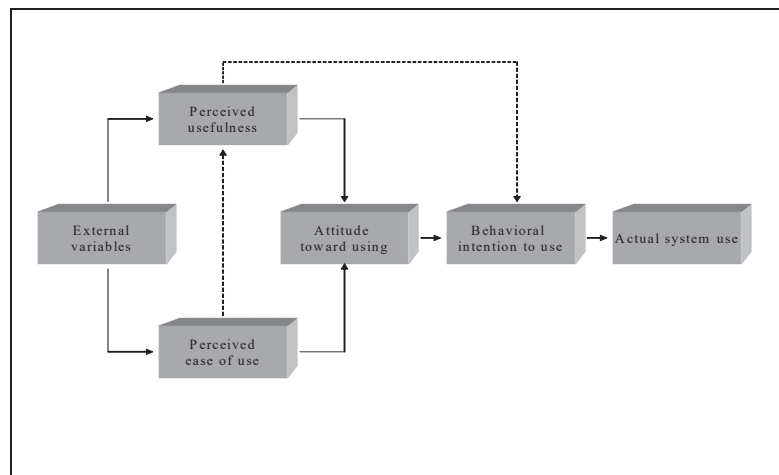 Perceived
usefulness
External
variables
Attitude
toward using
Behavioral
intention to use
Actual system use
Perceived
ease of use